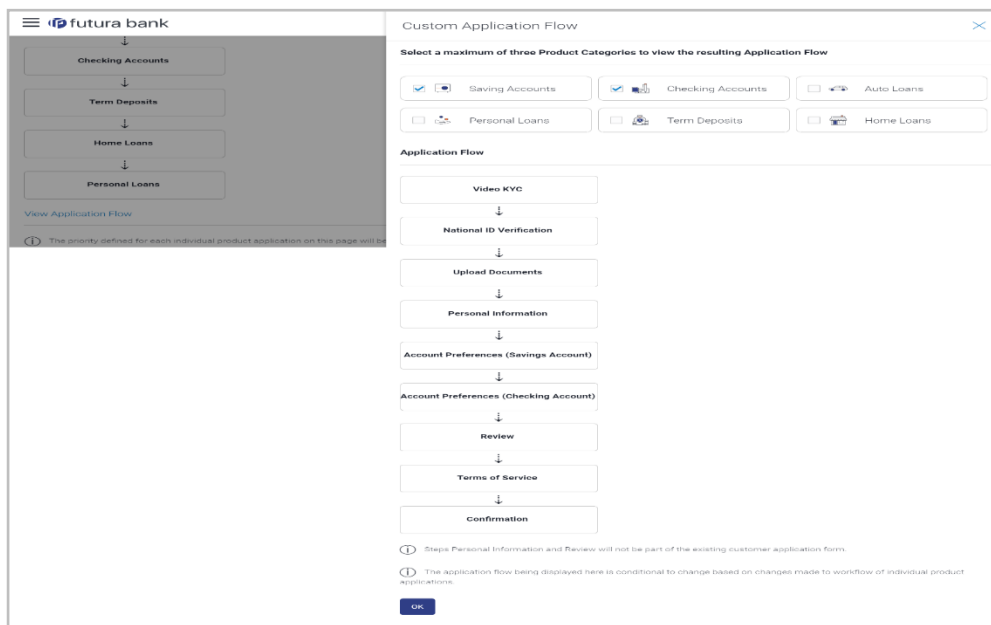 futura bank
Checking Accounts
Term Deposits
Home Loans
Personal Loans
View Application Flow
The priority defined for each individual product application on this page will be
Custom Application Flow
Select a maximum of three Product Categories to view the resulting Application Flow
Saving Accounts
Checking Accounts
Auto Loans
Personal Loans
Term Deposits
Home Loans
Application Flow
Video KYC
National ID Verification
Upload Documents
Personal Information
Account Preferences (Savings Account)
Account Preferences (Checking Account)
Review
Terms of Service
Confirmation
Steps Personal Information and Review will not be part of the existing customer application form.
The application flow being displayed here is conditional to change based on changes made to workflow of individual product
applications.
OK